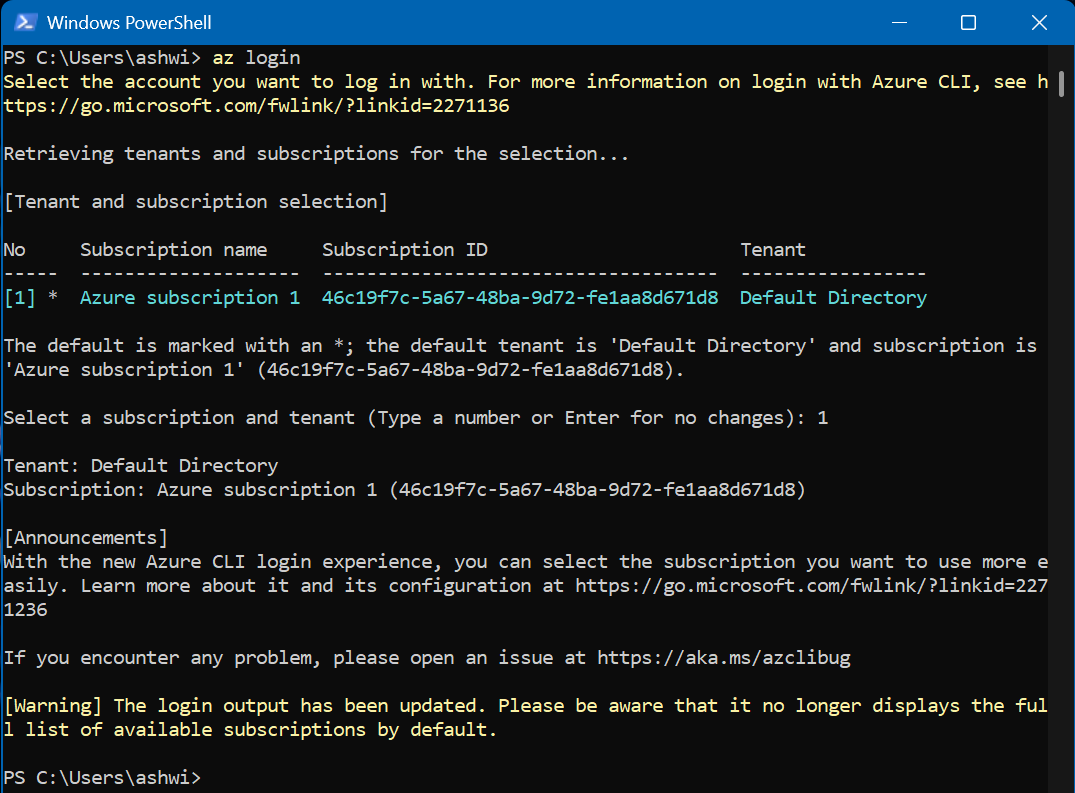 Windows PowerShell
PS C:\Users\ashwi> az login
Select the account you want to log in with. For more information on login with Azure CLI, see h
ttps://go.microsoft.com/fwlink/?linkid=2271136
Retrieving tenants and subscriptions for the selection...
[Tenant and subscription selection]
No     Subscription name     Subscription ID                       Tenant
-----  --------------------  ------------------------------------  -----------------
[1] *  Azure subscription 1  46c19f7c-5a67-48ba-9d72-fe1aa8d671d8  Default Directory
The default is marked with an *; the default tenant is 'Default Directory' and subscription is
'Azure subscription 1' (46c19f7c-5a67-48ba-9d72-fe1aa8d671d8).
Select a subscription and tenant (Type a number or Enter for no changes): 1
Tenant: Default Directory
Subscription: Azure subscription 1 (46c19f7c-5a67-48ba-9d72-fe1aa8d671d8)
[Announcements]
With the new Azure CLI login experience, you can select the subscription you want to use more e
asily. Learn more about it and its configuration at https://go.microsoft.com/fwlink/?linkid=227
1236
If you encounter any problem, please open an issue at https://aka.ms/azclibug
[Warning] The login output has been updated. Please be aware that it no longer displays the ful
l list of available subscriptions by default.
PS C:\Users\ashwi>